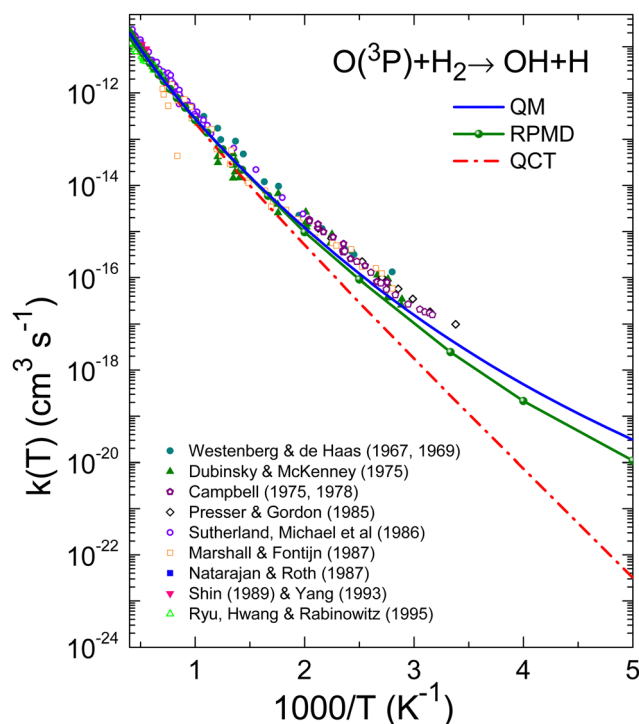 O(³P)+H₂→ OH+H
QM
RPMD
QCT
k(T) (cm³ s⁻¹)
10⁻¹²
10⁻¹⁴
10⁻¹⁶
10⁻¹⁸
10⁻²⁰
10⁻²²
10⁻²⁴
Westenberg & de Haas (1967, 1969)
Dubinsky & McKenney (1975)
Campbell (1975, 1978)
Presser & Gordon (1985)
Sutherland, Michael et al (1986)
Marshall & Fontijn (1987)
Natarajan & Roth (1987)
Shin (1989) & Yang (1993)
Ryu, Hwang & Rabinowitz (1995)
1 2 3 4 5
1000/T (K⁻¹)